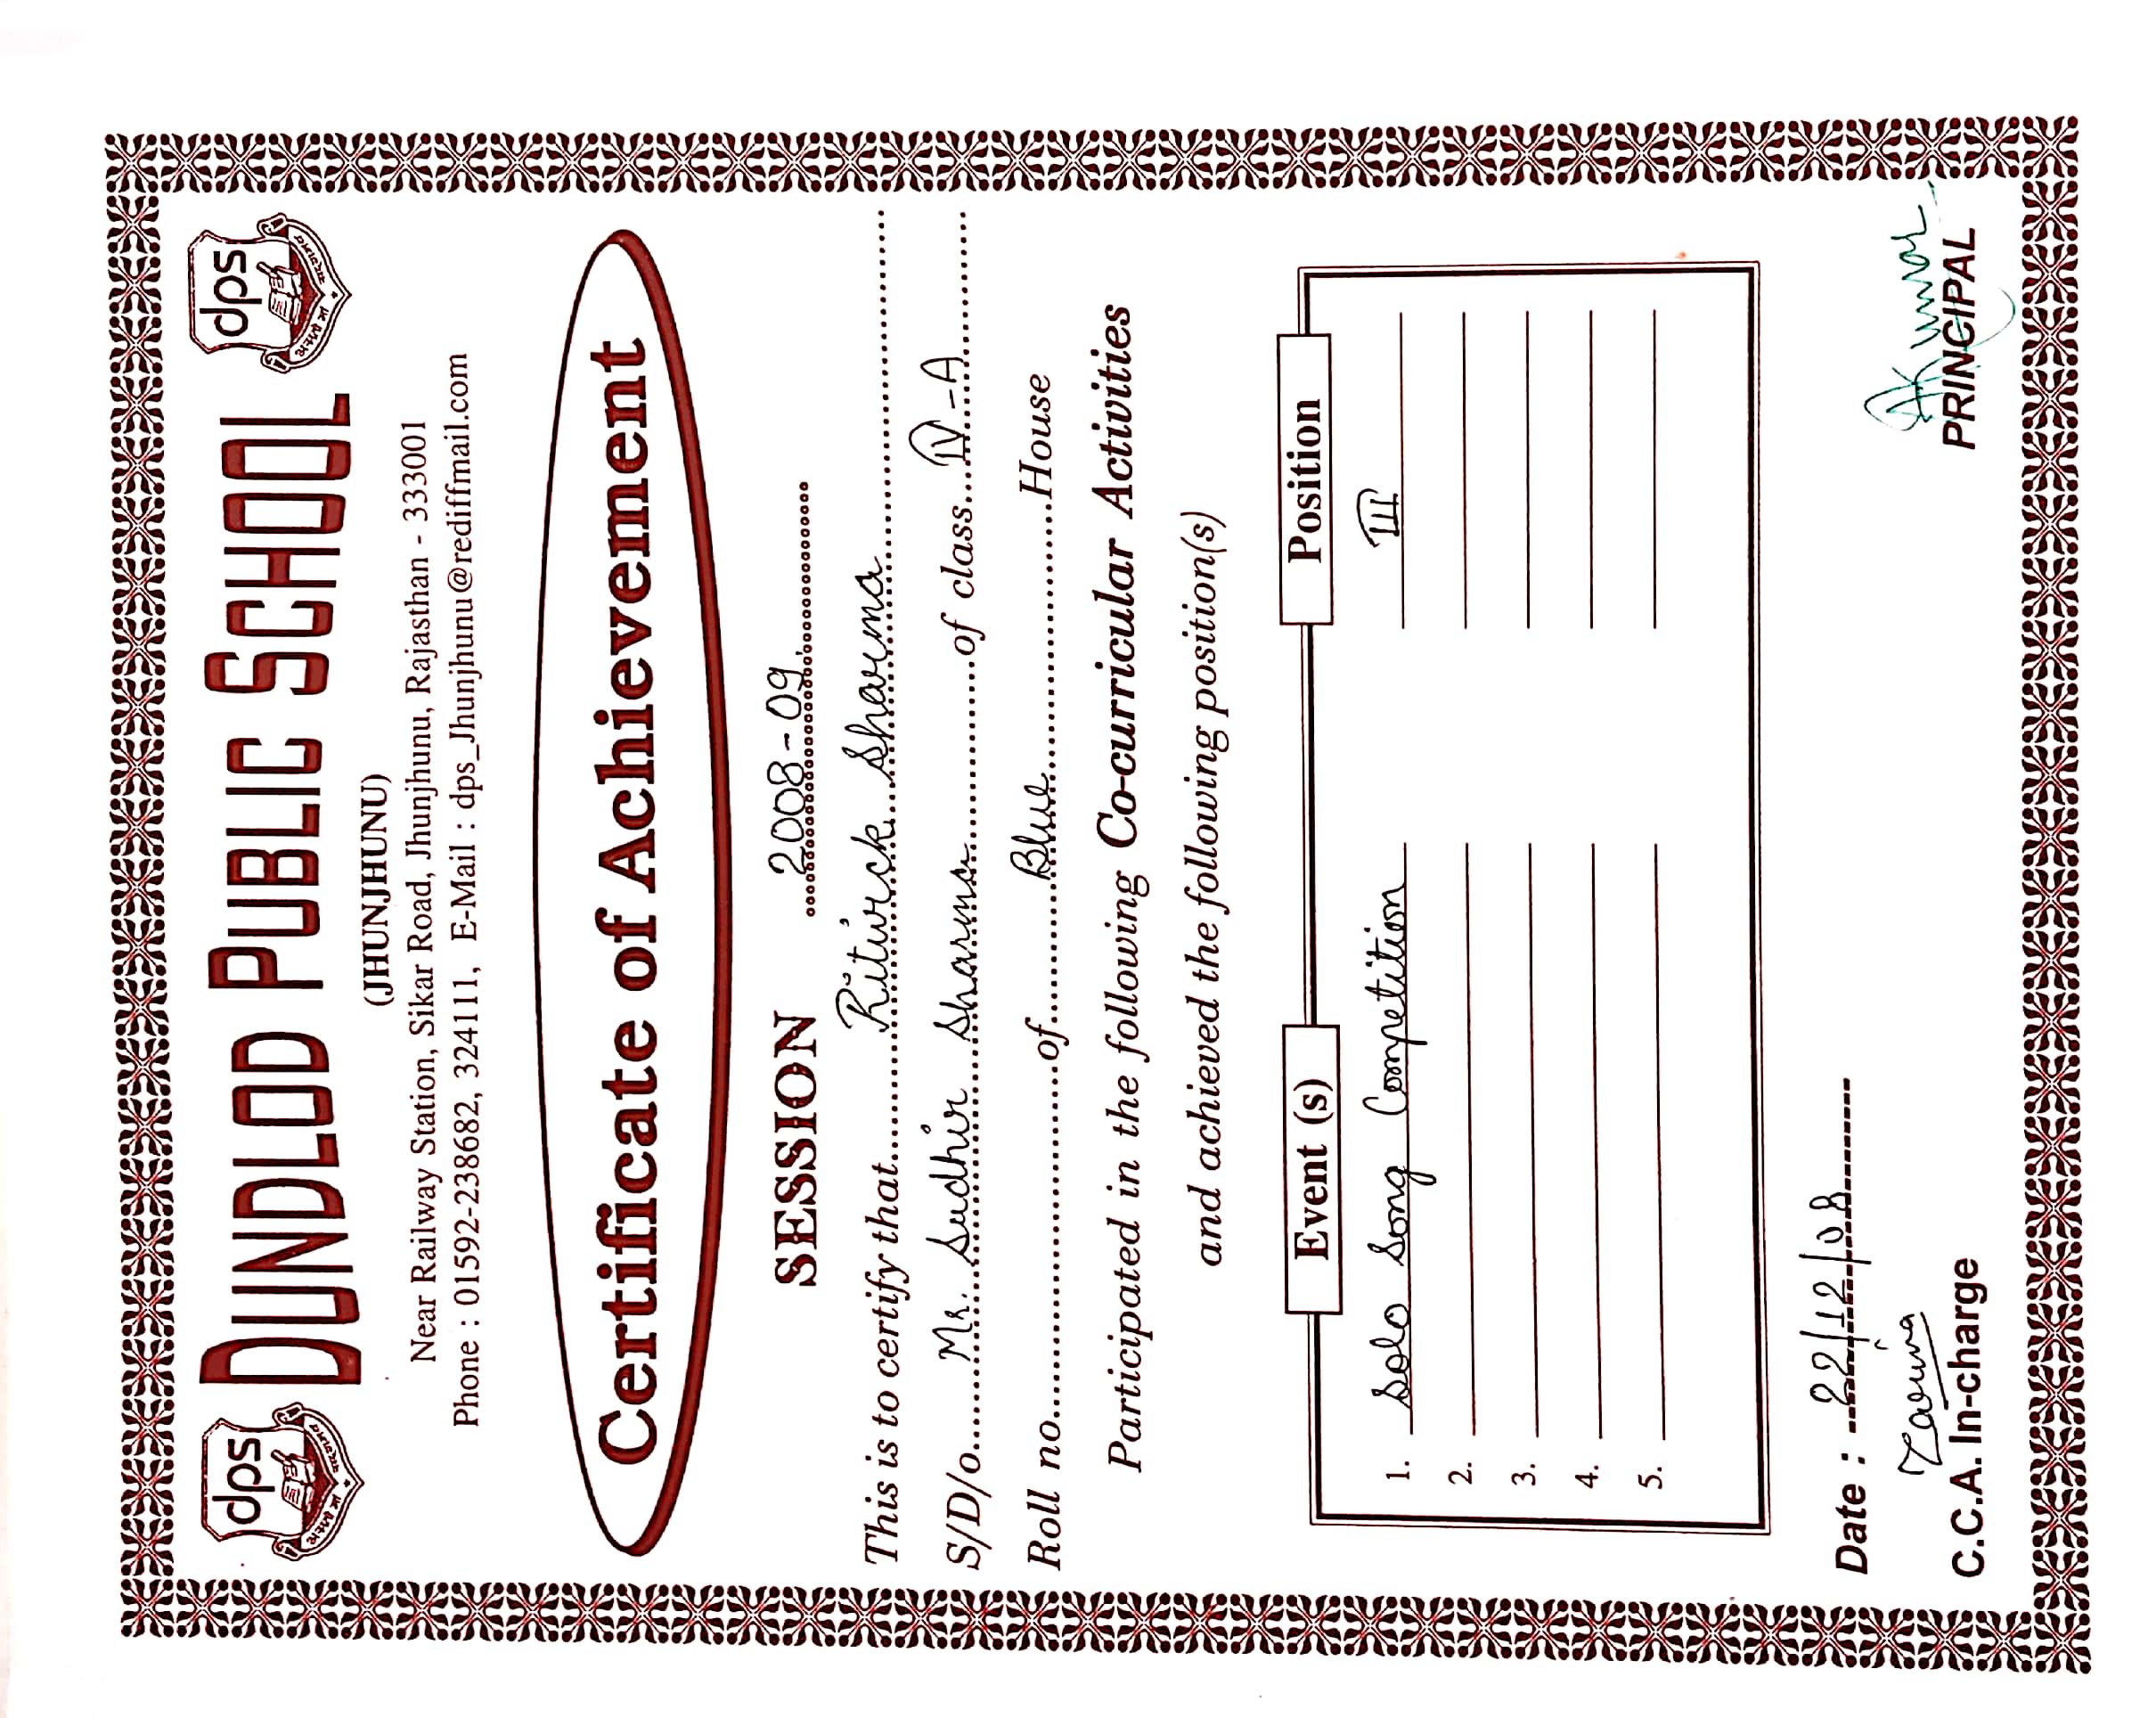 dps
DUNDLOD PUBLIC SCHOOL
dps
(JHUNJHUNU)
Near Railway Station, Sikar Road, Jhunjhunu, Rajasthan - 333001
Phone : 01592-238682, 324111, E-Mail : dps_Jhunjhunu@rediffmail.com
Certificate of Achievement
SESSION 2008-09
This is to certify that Ritwick Sharma
S/D/o Mr. Sudhir Sharma of class IV-A
Roll no of Blue House
Participated in the following Co-curricular Activities
and achieved the following position(s)
Event (s) Position
1. Solo Song Competition III
2.
3.
4.
5.
Date : 22/12/08
C.C.A. In-charge PRINCIPAL